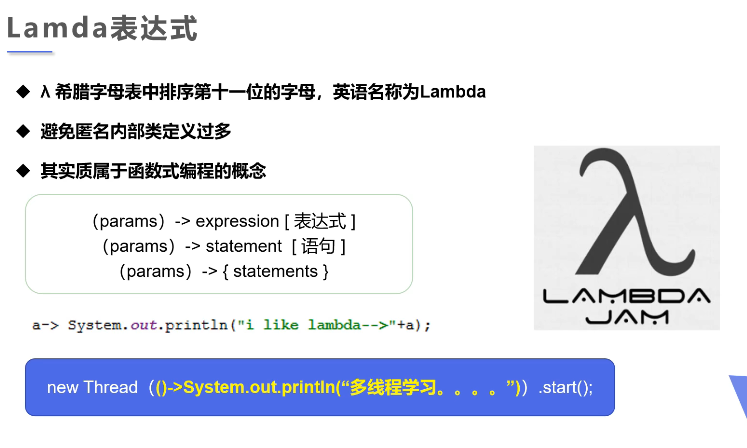 Lamda表达式
◆ λ 希腊字母表中排序第十一位的字母，英语名称为Lambda
◆ 避免匿名内部类定义过多
◆ 其实质属于函数式编程的概念
（params）-> expression [ 表达式 ]
（params）-> statement [ 语句 ]
（params）-> { statements }
λ
LAMBDA
JAM
a-> System.out.println("i like lambda-->"+a);
new Thread（()->System.out.println(“多线程学习。。。。”)）.start();